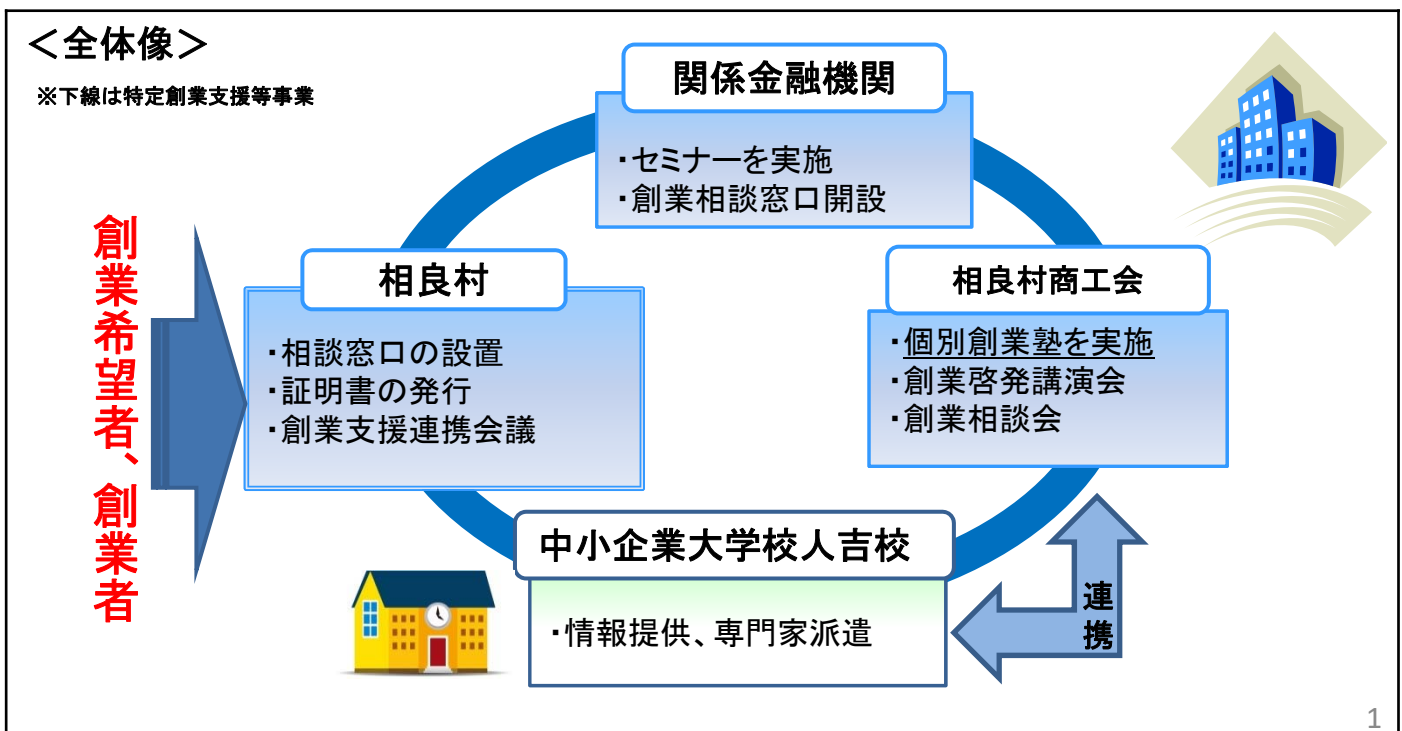 ＜全体像＞
※下線は特定創業支援等事業
関係金融機関
・セミナーを実施
・創業相談窓口開設
創業希望者、創業者
相良村
・相談窓口の設置
・証明書の発行
・創業支援連携会議
相良村商工会
・個別創業塾を実施
・創業啓発講演会
・創業相談会
中小企業大学校人吉校
・情報提供、専門家派遣
連携
1